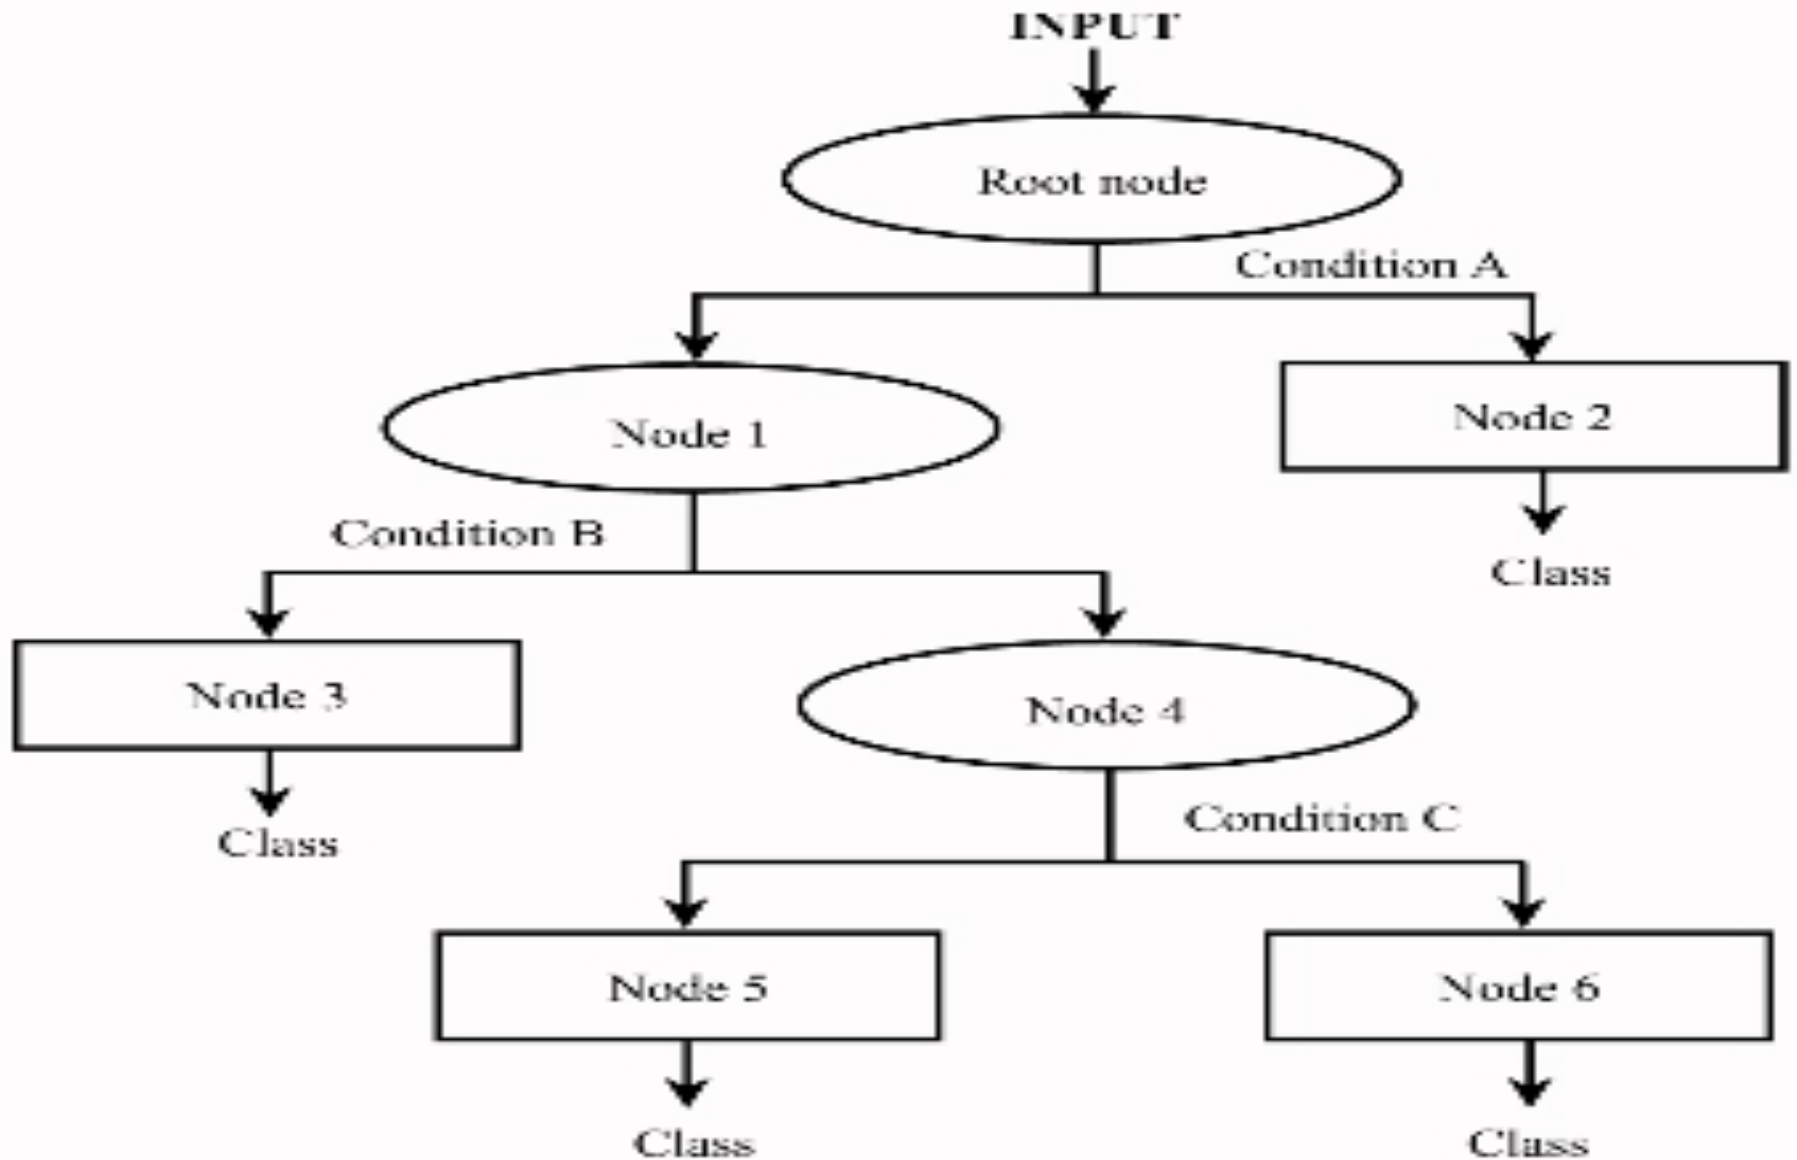 INPUT
Root node
Condition A
Node 1
Node 2
Condition B
Class
Node 3
Node 4
Class
Condition C
Node 5
Node 6
Class
Class